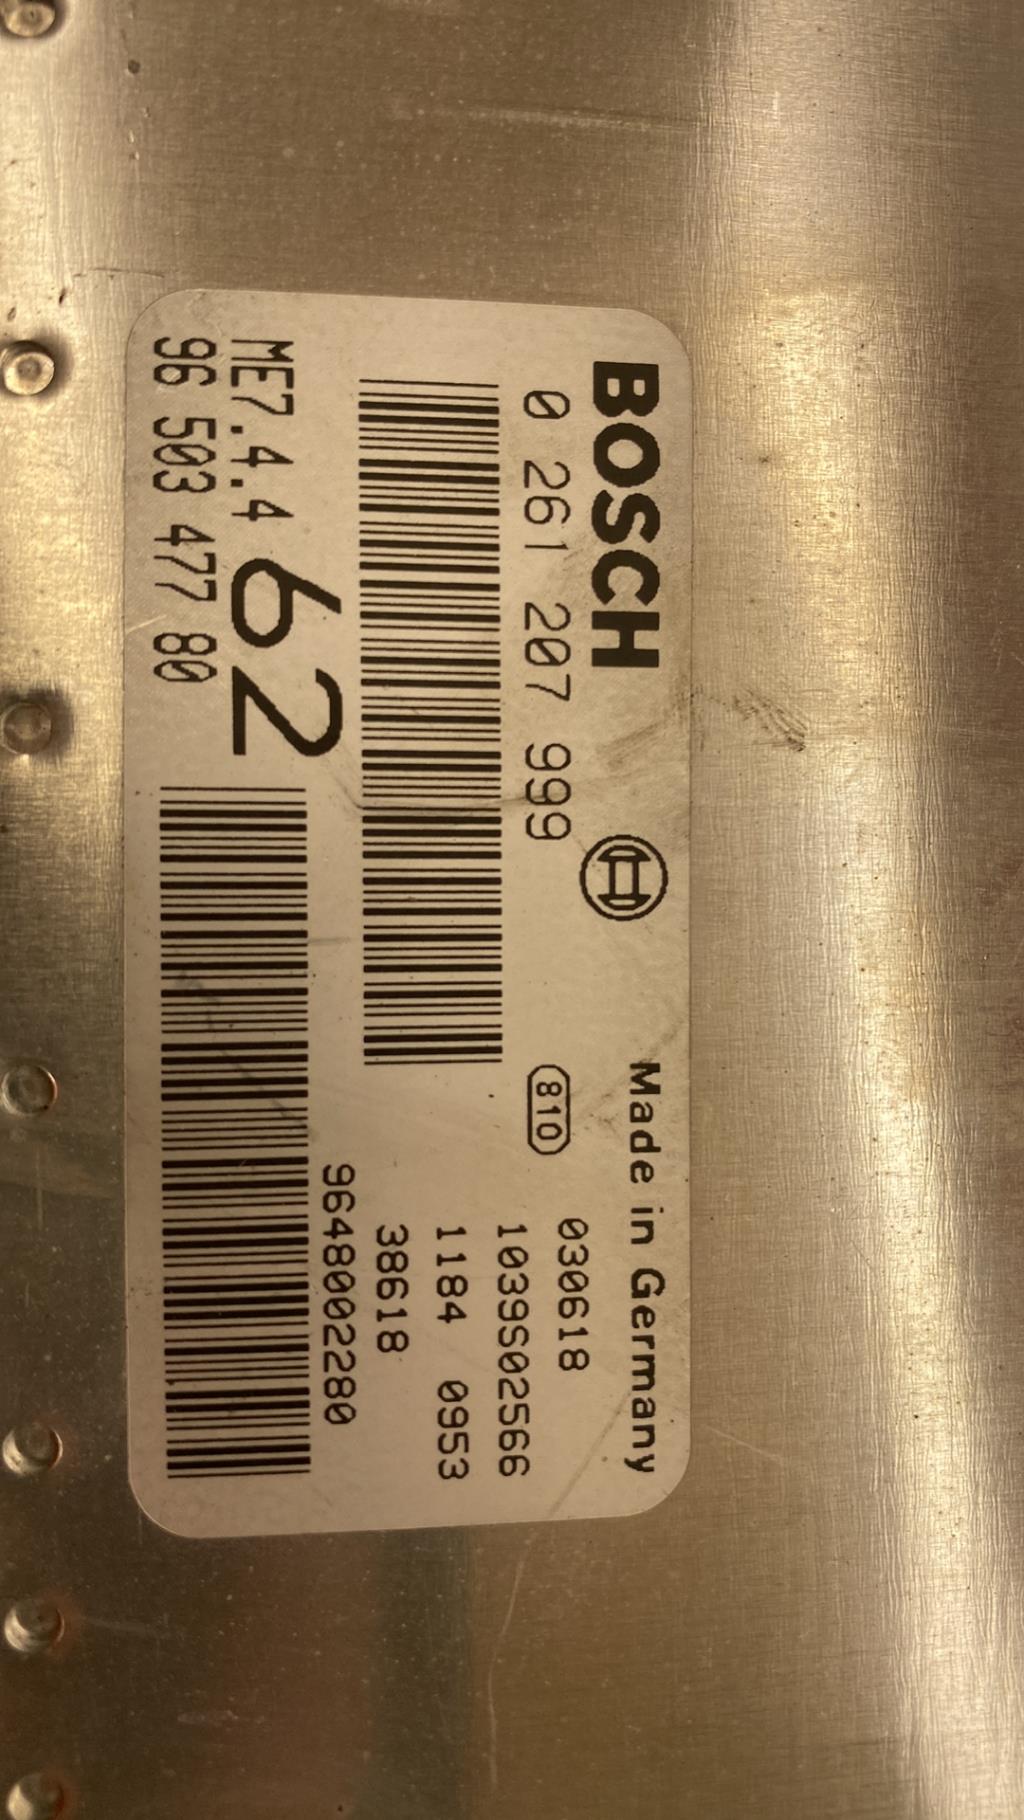 BOSCH
Made in Germany
0 261 207 999
810
030618
1039S02566
1184 0953
38618
9648002280
ME7.4.4 62
96 503 477 80